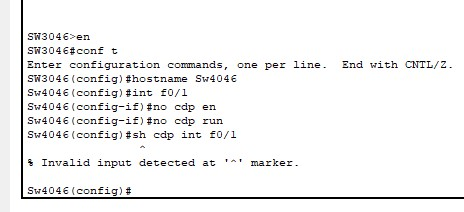 SW3046>en
SW3046#conf t
Enter configuration commands, one per line.  End with CNTL/Z.
SW3046(config)#hostname Sw4046
Sw4046(config)#int f0/1
Sw4046(config-if)#no cdp en
Sw4046(config-if)#no cdp run
Sw4046(config)#sh cdp int f0/1
^
% Invalid input detected at '^' marker.
Sw4046(config)#